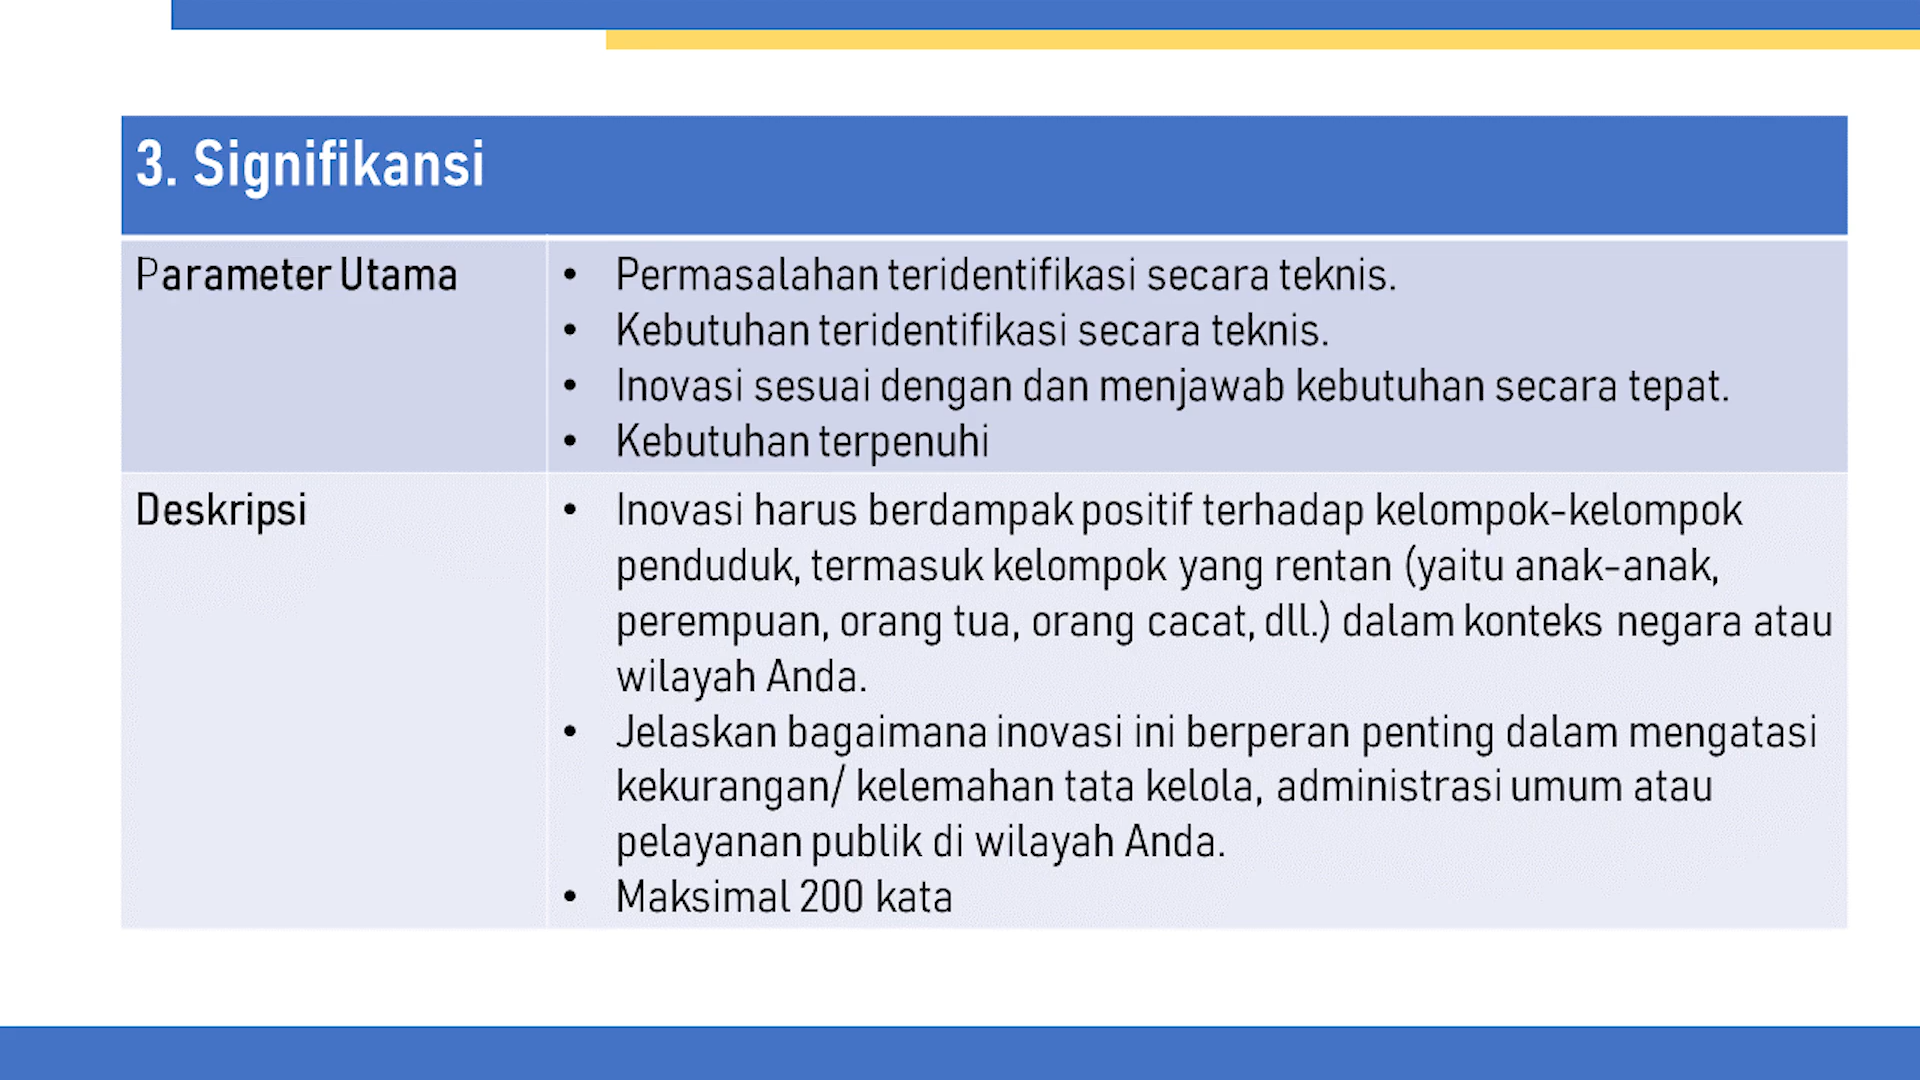 3. Signifikansi
Parameter Utama
• Permasalahan teridentifikasi secara teknis.
• Kebutuhan teridentifikasi secara teknis.
• Inovasi sesuai dengan dan menjawab kebutuhan secara tepat.
• Kebutuhan terpenuhi
Deskripsi
• Inovasi harus berdampak positif terhadap kelompok-kelompok
penduduk, termasuk kelompok yang rentan (yaitu anak-anak,
perempuan, orang tua, orang cacat, dll.) dalam konteks negara atau
wilayah Anda.
• Jelaskan bagaimana inovasi ini berperan penting dalam mengatasi
kekurangan/ kelemahan tata kelola, administrasi umum atau
pelayanan publik di wilayah Anda.
• Maksimal 200 kata